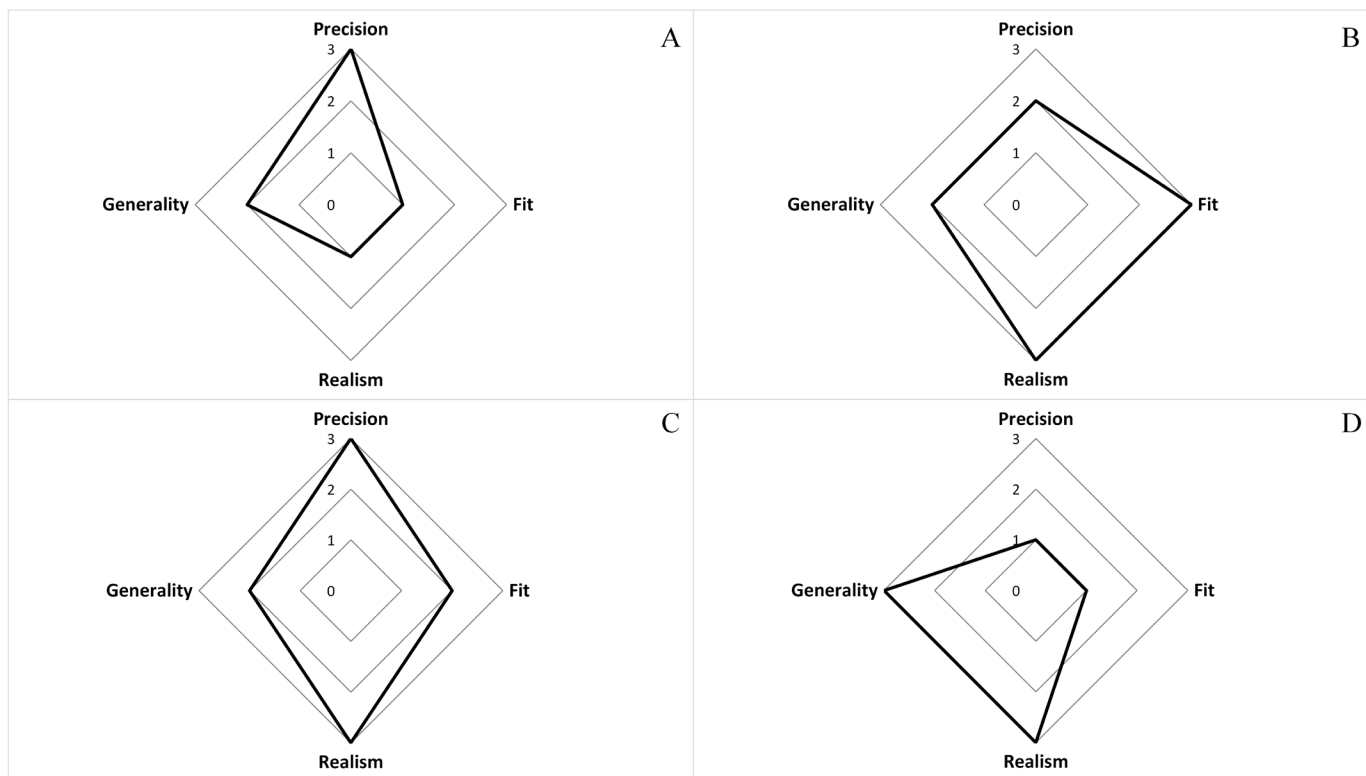 A
Precision
3
2
1
0
Generality
Fit
Realism
B
Precision
3
2
1
0
Generality
Fit
Realism
C
Precision
3
2
1
0
Generality
Fit
Realism
D
Precision
3
2
1
0
Generality
Fit
Realism